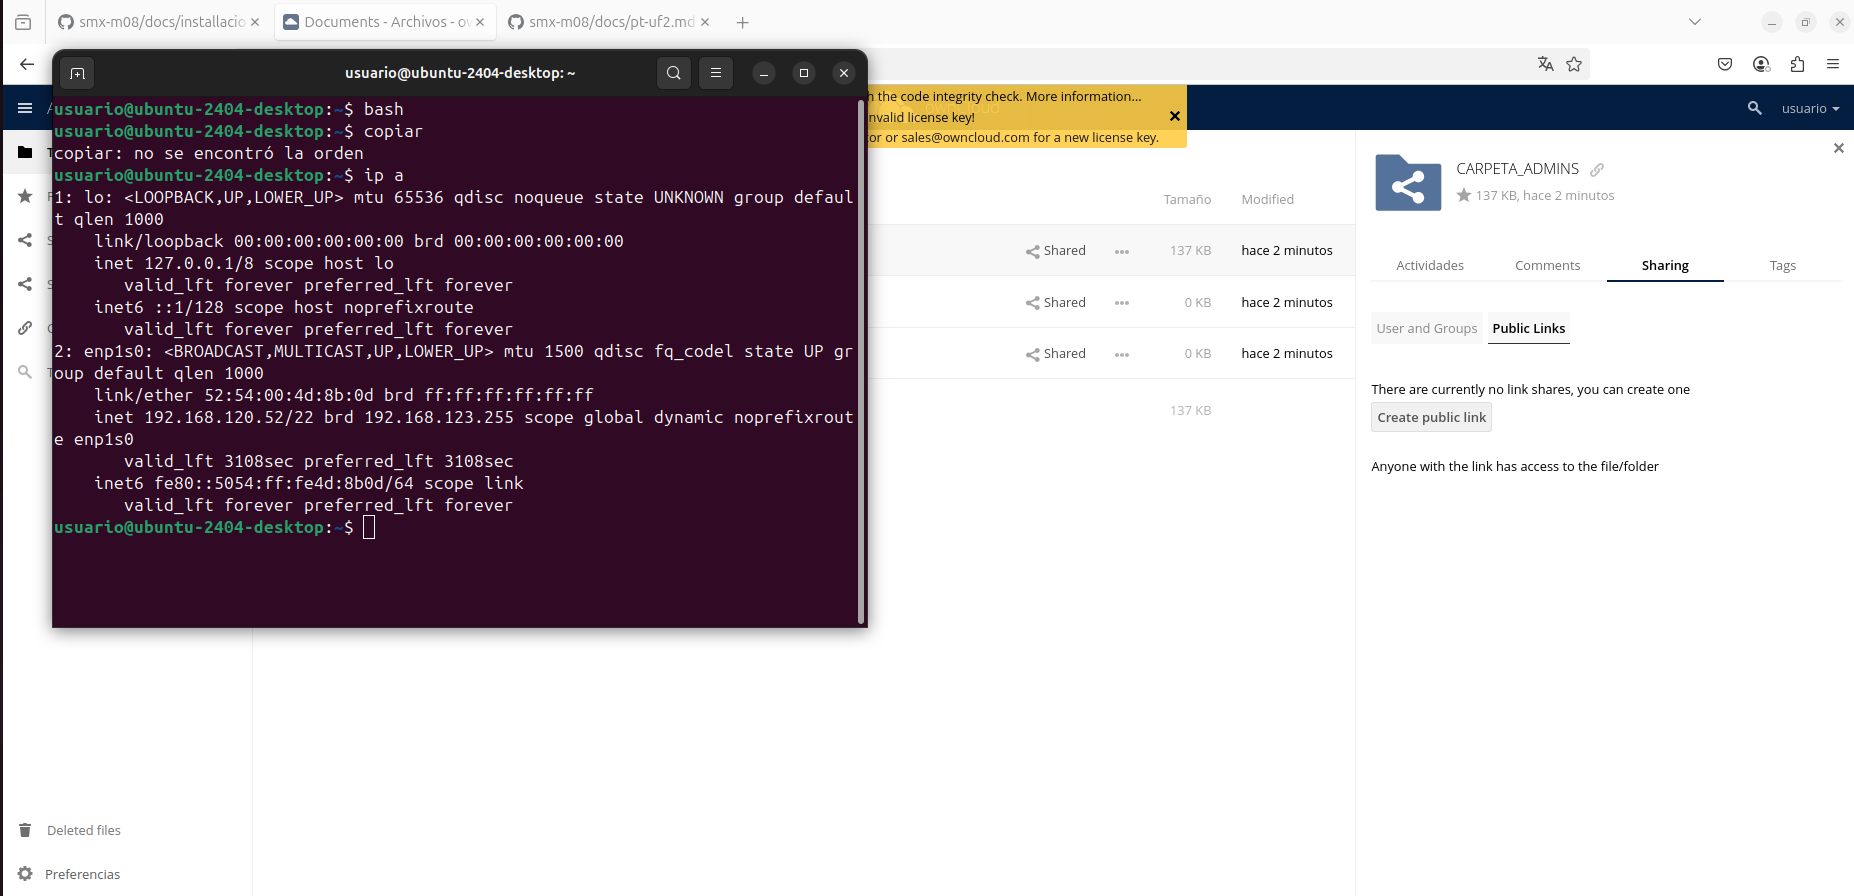 smx-m08/docs/installacio
Documents - Archivos - ow
smx-m08/docs/pt-uf2.md
usuario@ubuntu-2404-desktop: ~
usuario@ubuntu-2404-desktop:~$ bash
usuario@ubuntu-2404-desktop:~$ copiar
copiar: no se encontró la orden
usuario@ubuntu-2404-desktop:~$ ip a
1: lo: <LOOPBACK,UP,LOWER_UP> mtu 65536 qdisc noqueue state UNKNOWN group defaul
t qlen 1000
link/loopback 00:00:00:00:00:00 brd 00:00:00:00:00:00
inet 127.0.0.1/8 scope host lo
valid_lft forever preferred_lft forever
inet6 ::1/128 scope host noprefixroute
valid_lft forever preferred_lft forever
2: enp1s0: <BROADCAST,MULTICAST,UP,LOWER_UP> mtu 1500 qdisc fq_codel state UP gr
oup default qlen 1000
link/ether 52:54:00:4d:8b:0d brd ff:ff:ff:ff:ff:ff
inet 192.168.120.52/22 brd 192.168.123.255 scope global dynamic noprefixrout
e enp1s0
valid_lft 3108sec preferred_lft 3108sec
inet6 fe80::5054:ff:fe4d:8b0d/64 scope link
valid_lft forever preferred_lft forever
usuario@ubuntu-2404-desktop:~$
h the code integrity check. More information...
nvalid license key!
or or sales@owncloud.com for a new license key.
usuario
Tamaño Modified
Shared ••• 137 KB hace 2 minutos
Shared ••• 0 KB hace 2 minutos
Shared ••• 0 KB hace 2 minutos
137 KB
CARPETA_ADMINS
137 KB, hace 2 minutos
Actividades Comments Sharing Tags
User and Groups Public Links
There are currently no link shares, you can create one
Create public link
Anyone with the link has access to the file/folder
Deleted files
Preferencias